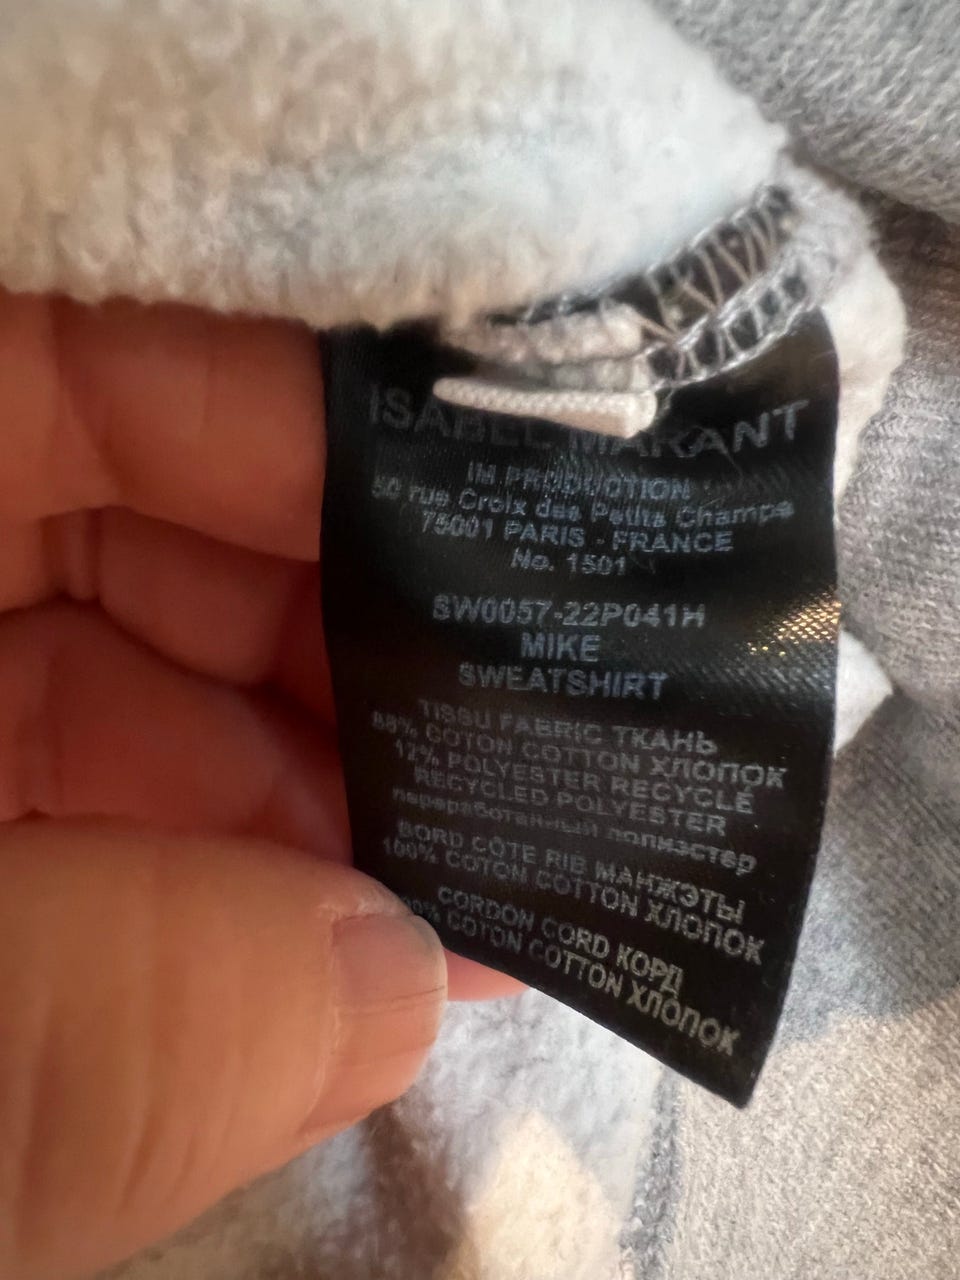 ISABEL MARANT
IM PRODUCTION
50 rue Croix des Petits Champs
75001 PARIS - FRANCE
No. 1501
SW0057-22P041H
MIKE
SWEATSHIRT
TISSU FABRIC ТКАНЬ
88% COTON COTTON ХЛОПОК
12% POLYESTER RECYCLE
RECYCLED POLYESTER
переработанный полиэстер
BORD CÔTE RIB МАНЖЭТЫ
100% COTON COTTON ХЛОПОК
CORDON CORD КОРД
COTON COTTON ХЛОПОК